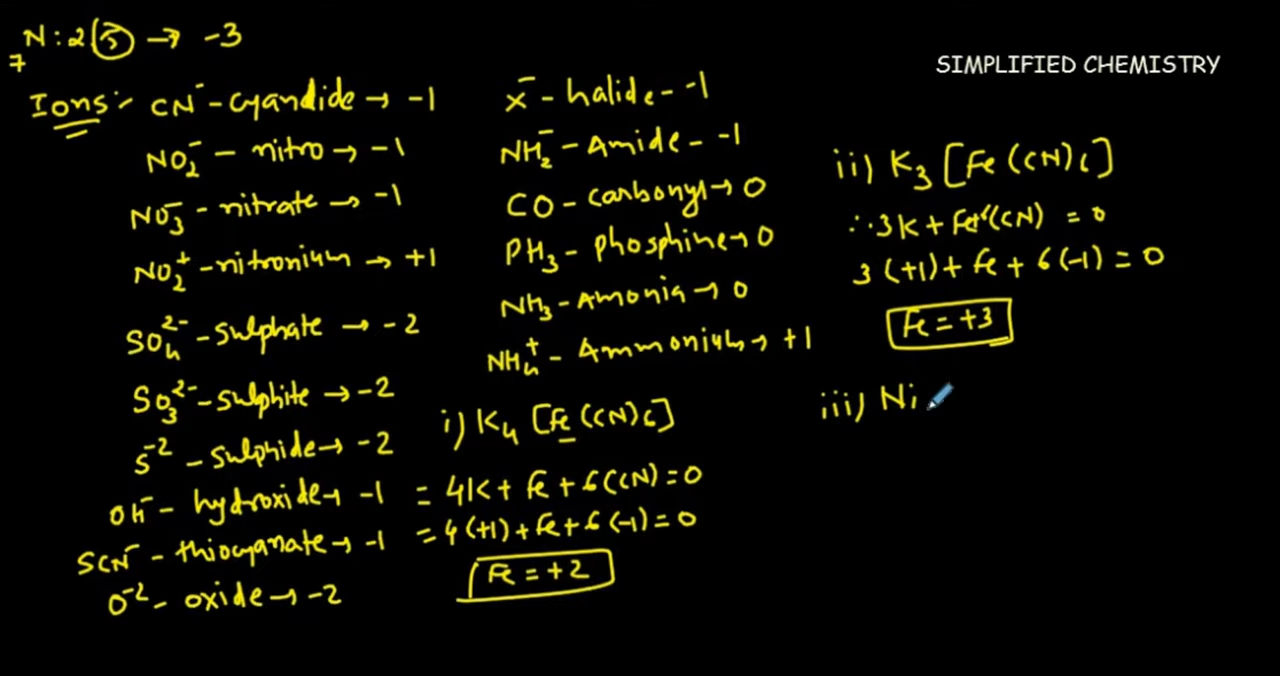 ₇N : 2(5) → -3
SIMPLIFIED CHEMISTRY
Ions :- CN⁻ - cyandide → -1
NO₂⁻ - nitro → -1
NO₃⁻ - nitrate → -1
NO₂⁺ - nitronium → +1
SO₄²⁻ - sulphate → -2
SO₃²⁻ - sulphite → -2
S⁻² - sulphide → -2
OH⁻ - hydroxide → -1
SCN⁻ - thiocyanate → -1
O⁻² - oxide → -2
X⁻ - halide - -1
NH₂⁻ - Amide - -1
CO - carbonyl → 0
PH₃ - phosphine → 0
NH₃ - Amonia → 0
NH₄⁺ - Ammonium → +1
i) K₄ [Fe(CN)₆]
= 4K + Fe + 6(CN) = 0
= 4(+1) + Fe + 6(-1) = 0
Fe = +2
ii) K₃ [Fe(CN)₆]
∴ 3K + Fe + 6(CN) = 0
3(+1) + Fe + 6(-1) = 0
Fe = +3
iii) Ni